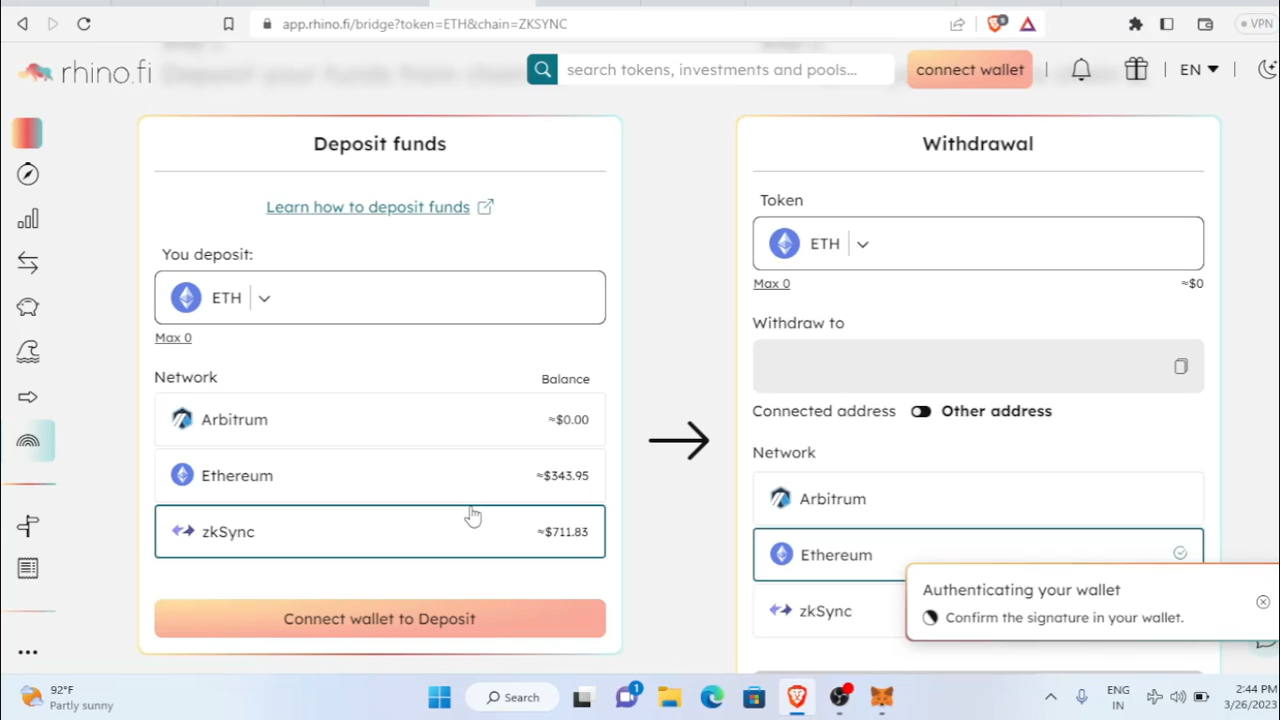 app.rhino.fi/bridge?token=ETH&chain=ZKSYNC
VPN
rhino.fi
search tokens, investments and pools...
connect wallet
EN
Deposit funds
Learn how to deposit funds
You deposit:
ETH
Max 0
Network
Balance
Arbitrum
≈$0.00
Ethereum
≈$343.95
zkSync
≈$711.83
Connect wallet to Deposit
Withdrawal
Token
ETH
Max 0
≈$0
Withdraw to
Connected address
Other address
Network
Arbitrum
Ethereum
zkSync
Authenticating your wallet
Confirm the signature in your wallet.
92°F
Partly sunny
Search
1
ENG
IN
2:44 PM
3/26/2023